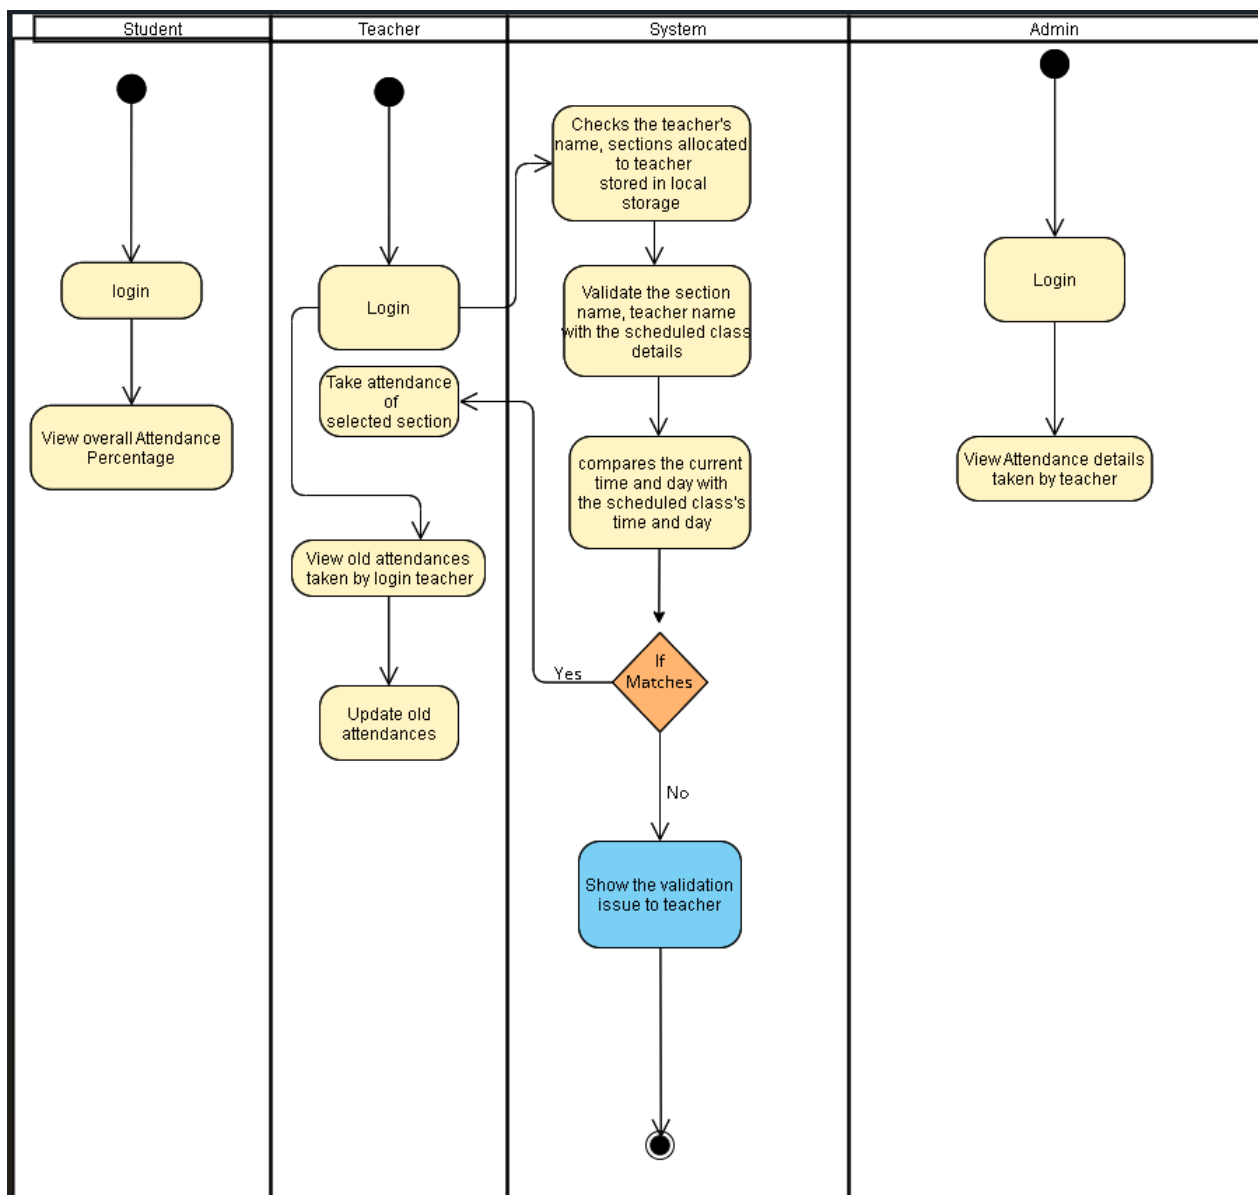 Student
Teacher
System
Admin
login
View overall Attendance
Percentage
Login
Take attendance
of
selected section
View old attendances
taken by login teacher
Update old
attendances
Checks the teacher's
name, sections allocated
to teacher
stored in local
storage
Validate the section
name, teacher name
with the scheduled class
details
compares the current
time and day with
the scheduled class's
time and day
If
Matches
Yes
No
Show the validation
issue to teacher
Login
View Attendance details
taken by teacher